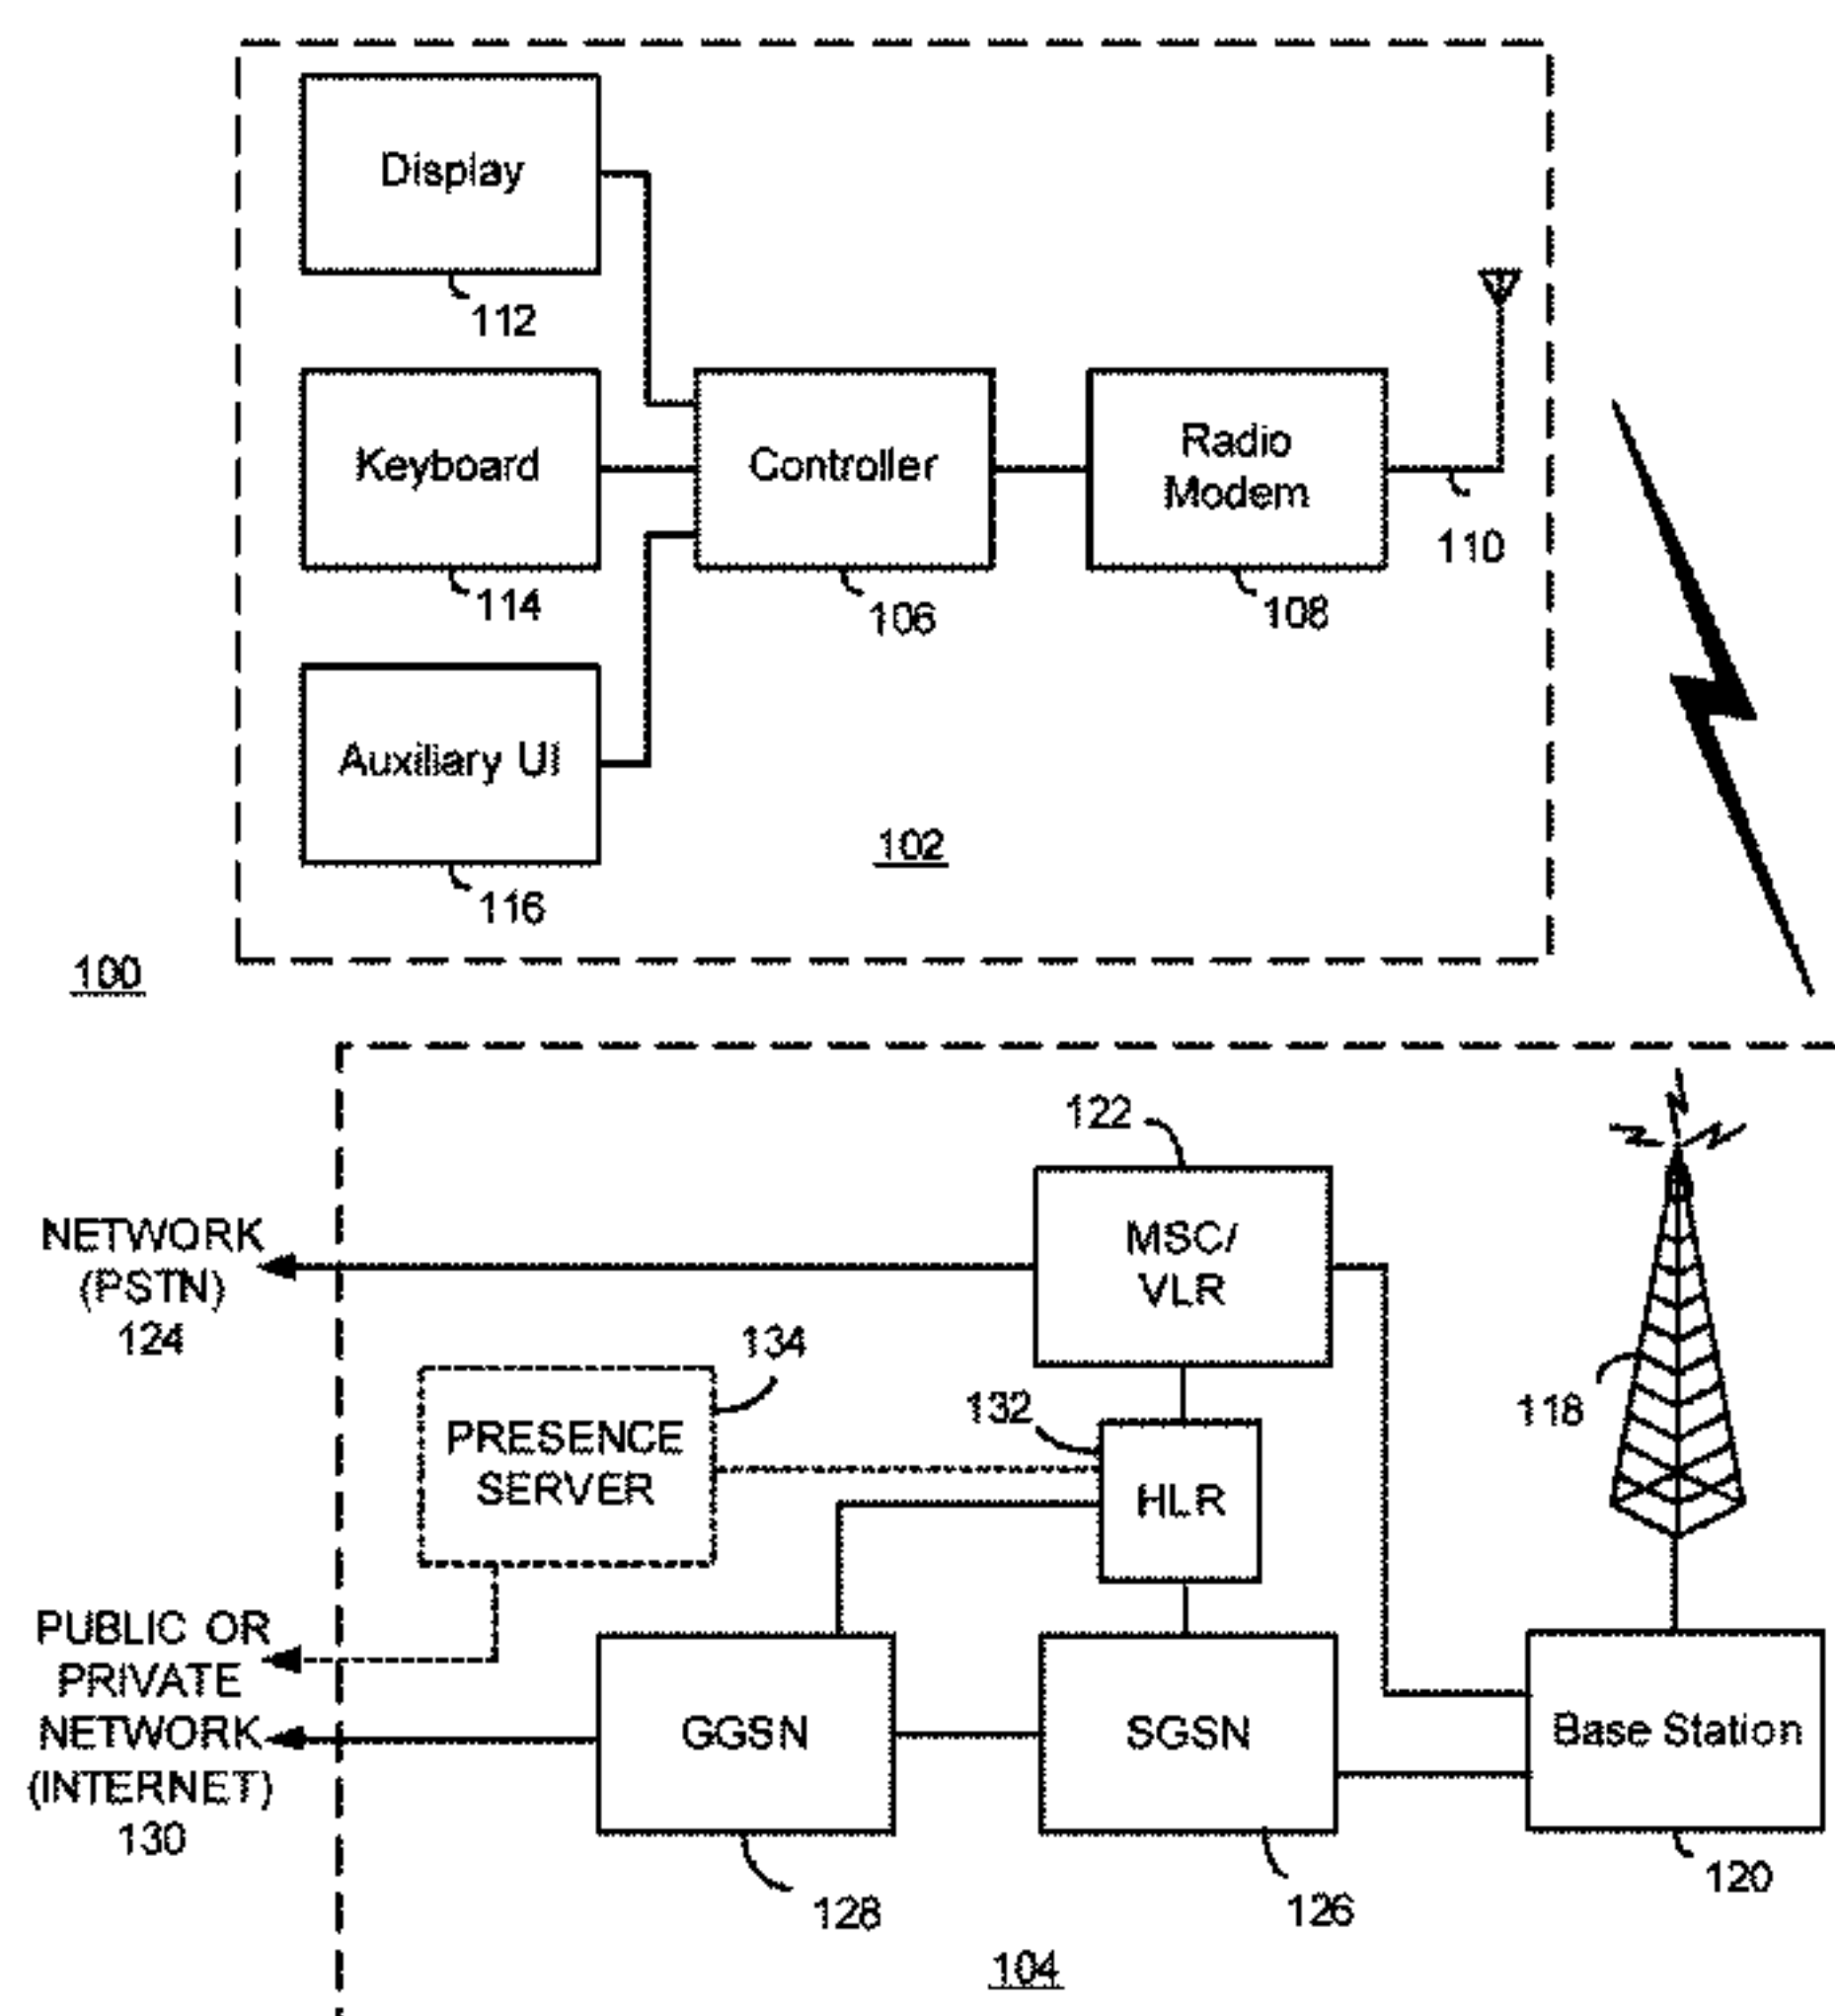 Display
112
Keyboard
114
Controller
106
Radio
Modem
108
110
Auxiliary UI
116
102
100
122
MSC/
VLR
NETWORK
(PSTN)
124
134
PRESENCE
SERVER
132
HLR
118
PUBLIC OR
PRIVATE
NETWORK
(INTERNET)
130
GGSN
128
SGSN
126
Base Station
120
104